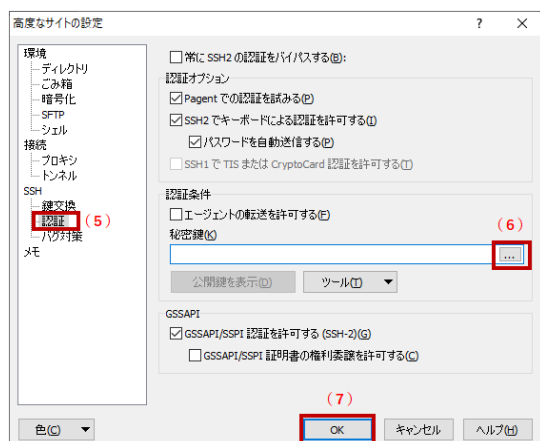 高度なサイトの設定
?
×
環境
ディレクトリ
ごみ箱
暗号化
SFTP
シェル
接続
プロキシ
トンネル
SSH
鍵交換
認証
(5)
バグ対策
メモ
常に SSH2 の認証をバイパスする(B):
認証オプション
Pagent での認証を試みる(P)
SSH2 でキーボードによる認証を許可する(I)
パスワードを自動送信する(P)
SSH1 で TIS または CryptoCard 認証を許可する(T)
認証条件
エージェントの転送を許可する(F)
(6)
秘密鍵(K)
...
公開鍵を表示(D)
ツール(T)
GSSAPI
GSSAPI/SSPI 認証を許可する (SSH-2)(G)
GSSAPI/SSPI 証明書の権利委譲を許可する(C)
(7)
色(C)
OK
キャンセル
ヘルプ(H)